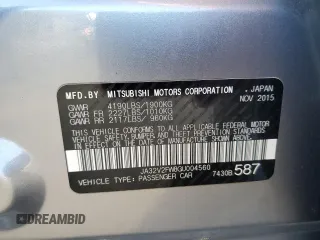 MFD.BY MITSUBISHI MOTORS CORPORATION .JAPAN
NOV 2015
GVWR 4190LBS/1900KG
GAWR FR 2227LBS/1010KG
GAWR RR 2117LBS/ 960KG
THIS VEHICLE CONFORMS TO ALL APPLICABLE FEDERAL MOTOR VEHICLE SAFETY, BUMPER, AND THEFT PREVENTION STANDARDS IN EFFECT ON THE DATE OF MANUFACTURE SHOWN ABOVE.
JA32V2FW8GU004560
VEHICLE TYPE: PASSENGER CAR 7430B587
DREAMBID